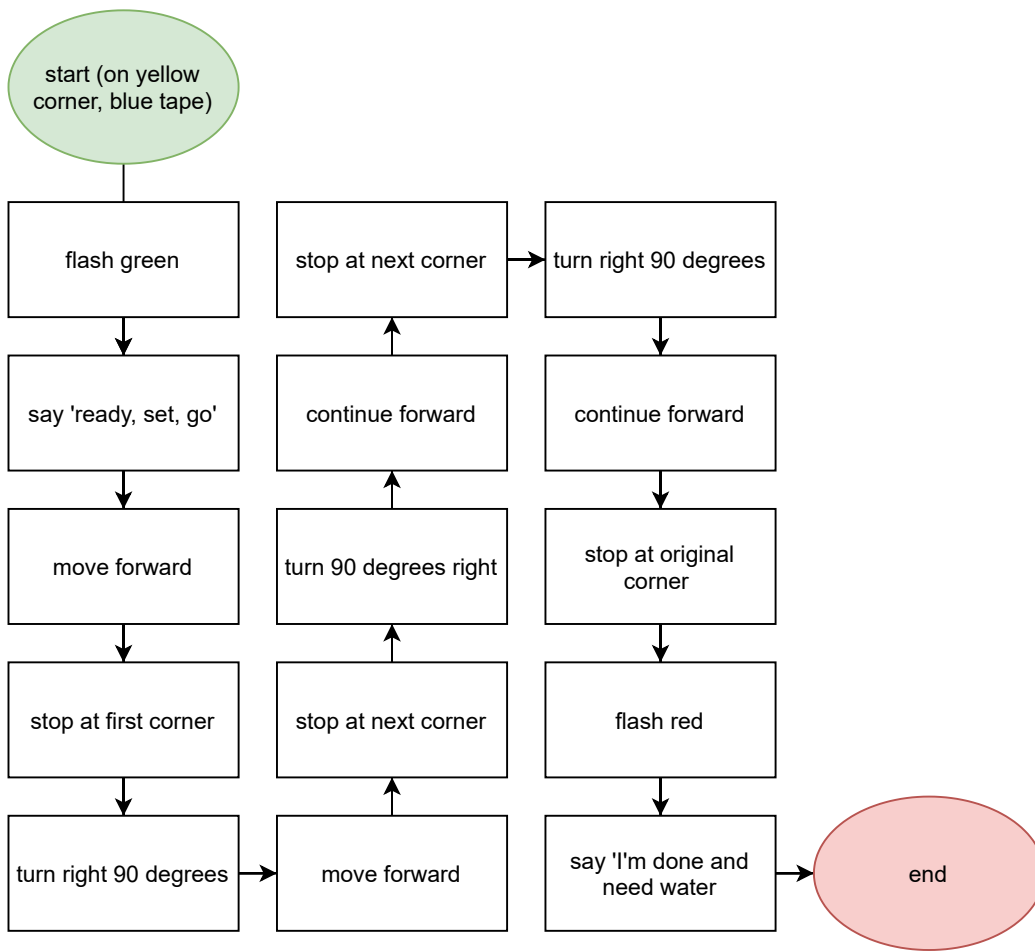 start (on yellow
corner, blue tape)
flash green
say 'ready, set, go'
move forward
stop at first corner
turn right 90 degrees
move forward
stop at next corner
turn 90 degrees right
continue forward
stop at next corner
turn right 90 degrees
continue forward
stop at original
corner
flash red
say 'I'm done and
need water
end